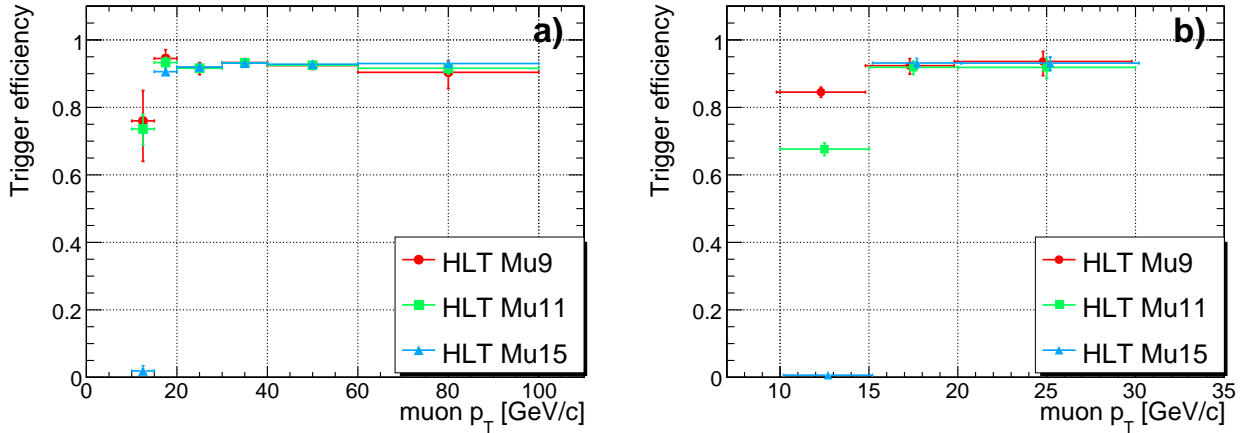 a)
Trigger efficiency
1
0.8
0.6
0.4
0.2
0
HLT Mu9
HLT Mu11
HLT Mu15
0 20 40 60 80 100
muon p_T [GeV/c]
b)
Trigger efficiency
1
0.8
0.6
0.4
0.2
0
HLT Mu9
HLT Mu11
HLT Mu15
10 15 20 25 30 35
muon p_T [GeV/c]